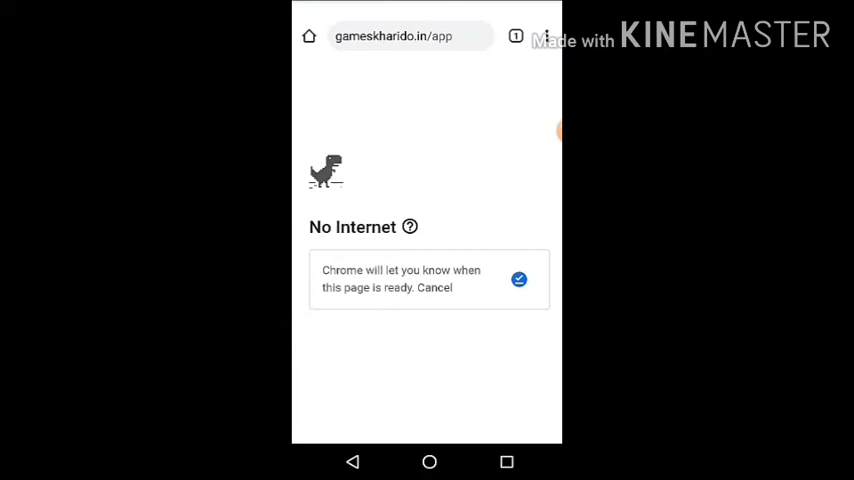 gameskharido.in/app
1
Made with KINEMASTER
No Internet
Chrome will let you know when
this page is ready. Cancel